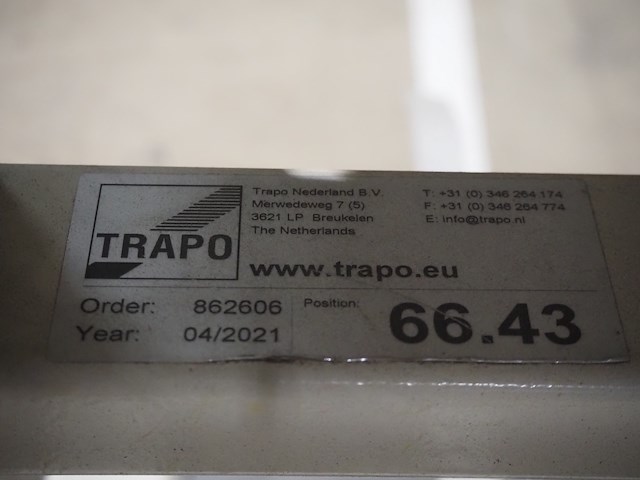 TRAPO
Trapo Nederland B.V.
Merwedeweg 7 (5)
3621 LP Breukelen
The Netherlands
T: +31 (0) 346 264 174
F: +31 (0) 346 264 774
E: info@trapo.nl
www.trapo.eu
Order: 862606
Year: 04/2021
Position: 66.43